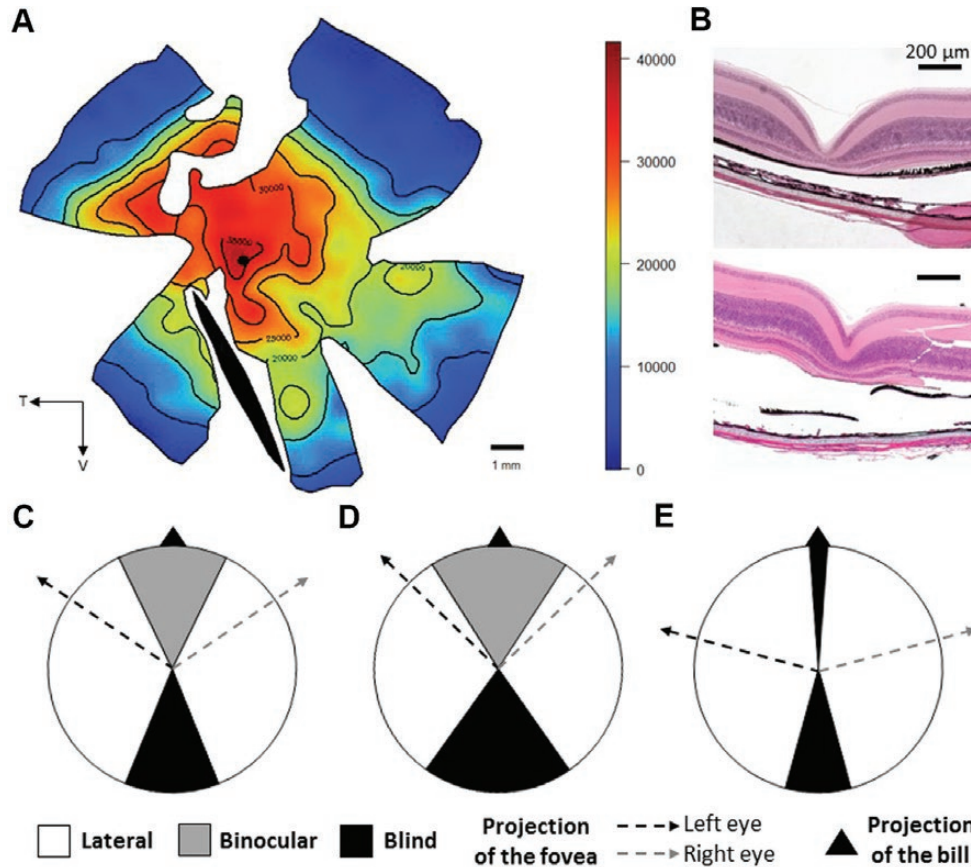 A
B
200 µm
40000
30000
20000
10000
0
30000
35000
25000
20000
20000
T
V
1 mm
C
D
E
Lateral
Binocular
Blind
Projection
of the fovea
Left eye
Right eye
Projection
of the bill